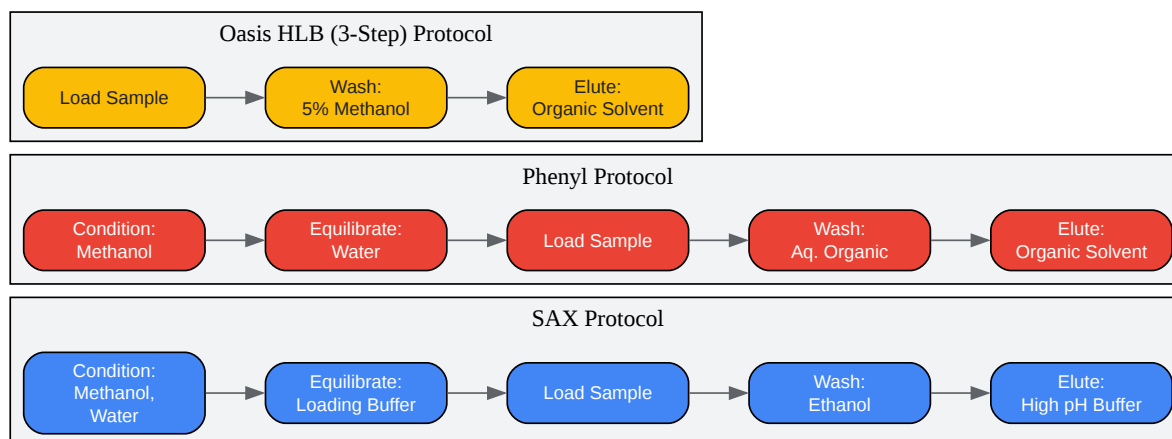 Oasis HLB (3-Step) Protocol
Load Sample
Wash:
5% Methanol
Elute:
Organic Solvent
Phenyl Protocol
Condition:
Methanol
Equilibrate:
Water
Load Sample
Wash:
Aq. Organic
Elute:
Organic Solvent
SAX Protocol
Condition:
Methanol,
Water
Equilibrate:
Loading Buffer
Load Sample
Wash:
Ethanol
Elute:
High pH Buffer